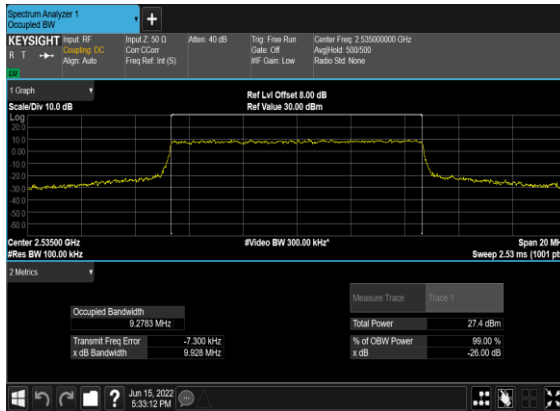 Spectrum Analyzer 1
Occupied BW
KEYSIGHT
R T
Input: RF
Coupling: DC
Align: Auto
Input Z: 50 Ω
Corr CCorr
Freq Ref: Int (S)
Atten: 40 dB
Trig: Free Run
Gate: Off
#IF Gain: Low
Center Freq: 2.535000000 GHz
Avg|Hold: 500/500
Radio Std: None
1 Graph
Scale/Div 10.0 dB
Ref Lvl Offset 8.00 dB
Ref Value 30.00 dBm
Log
20.0
10.0
0.00
-10.0
-20.0
-30.0
-40.0
-50.0
-60.0
Center 2.53500 GHz
#Res BW 100.00 kHz
#Video BW 300.00 kHz*
Span 20 MH
Sweep 2.53 ms (1001 pt
2 Metrics
Measure Trace Trace 1
Occupied Bandwidth
9.2783 MHz
Total Power 27.4 dBm
Transmit Freq Error -7.300 kHz
% of OBW Power 99.00 %
x dB Bandwidth 9.928 MHz
x dB -26.00 dB
?
Jun 15, 2022
5:33:12 PM